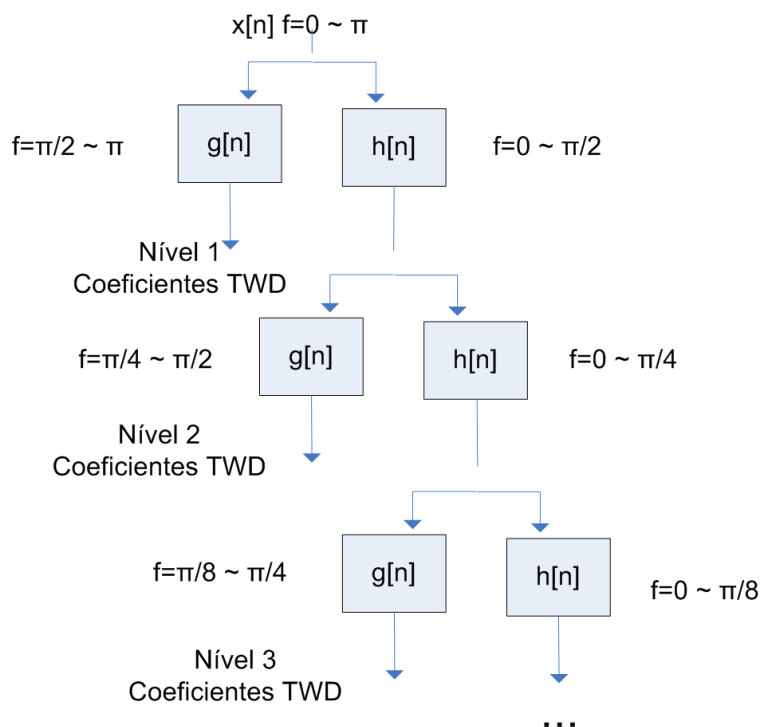 x[n] f=0 ~ π
f=π/2 ~ π
g[n]
h[n]
f=0 ~ π/2
Nível 1
Coeficientes TWD
f=π/4 ~ π/2
g[n]
h[n]
f=0 ~ π/4
Nível 2
Coeficientes TWD
f=π/8 ~ π/4
g[n]
h[n]
f=0 ~ π/8
Nível 3
Coeficientes TWD
...